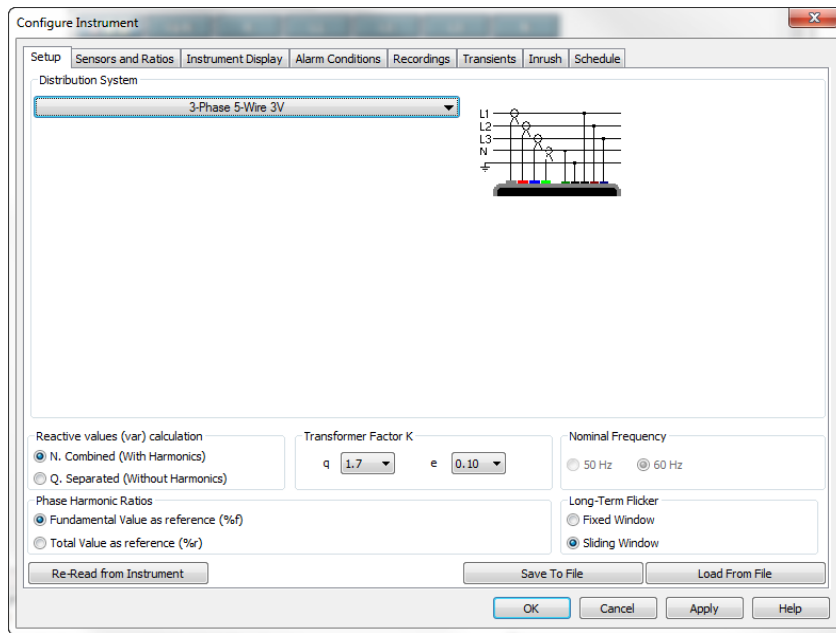 Configure Instrument
Setup Sensors and Ratios Instrument Display Alarm Conditions Recordings Transients Inrush Schedule
Distribution System
3-Phase 5-Wire 3V
L1
L2
L3
N
Reactive values (var) calculation
N. Combined (With Harmonics)
Q. Separated (Without Harmonics)
Transformer Factor K
q 1.7 e 0.10
Nominal Frequency
50 Hz 60 Hz
Phase Harmonic Ratios
Fundamental Value as reference (%f)
Total Value as reference (%r)
Long-Term Flicker
Fixed Window
Sliding Window
Re-Read from Instrument Save To File Load From File
OK Cancel Apply Help